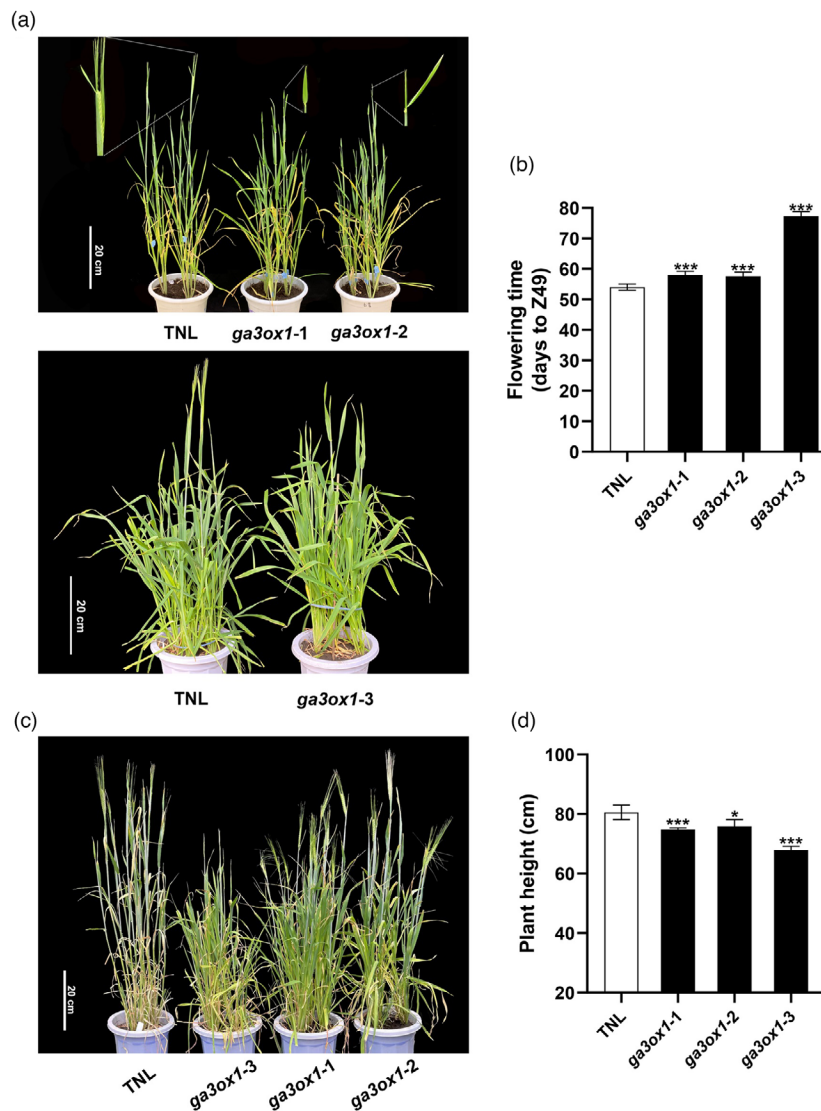 (a)
20 cm
TNL ga3ox1-1 ga3ox1-2
20 cm
TNL ga3ox1-3
(b)
Flowering time
(days to Z49)
80
70
60
50
40
30
20
10
0
***
***
***
TNL
ga3ox1-1
ga3ox1-2
ga3ox1-3
(c)
20 cm
TNL
ga3ox1-3
ga3ox1-1
ga3ox1-2
(d)
Plant height (cm)
100
80
60
40
20
***
*
***
TNL
ga3ox1-1
ga3ox1-2
ga3ox1-3